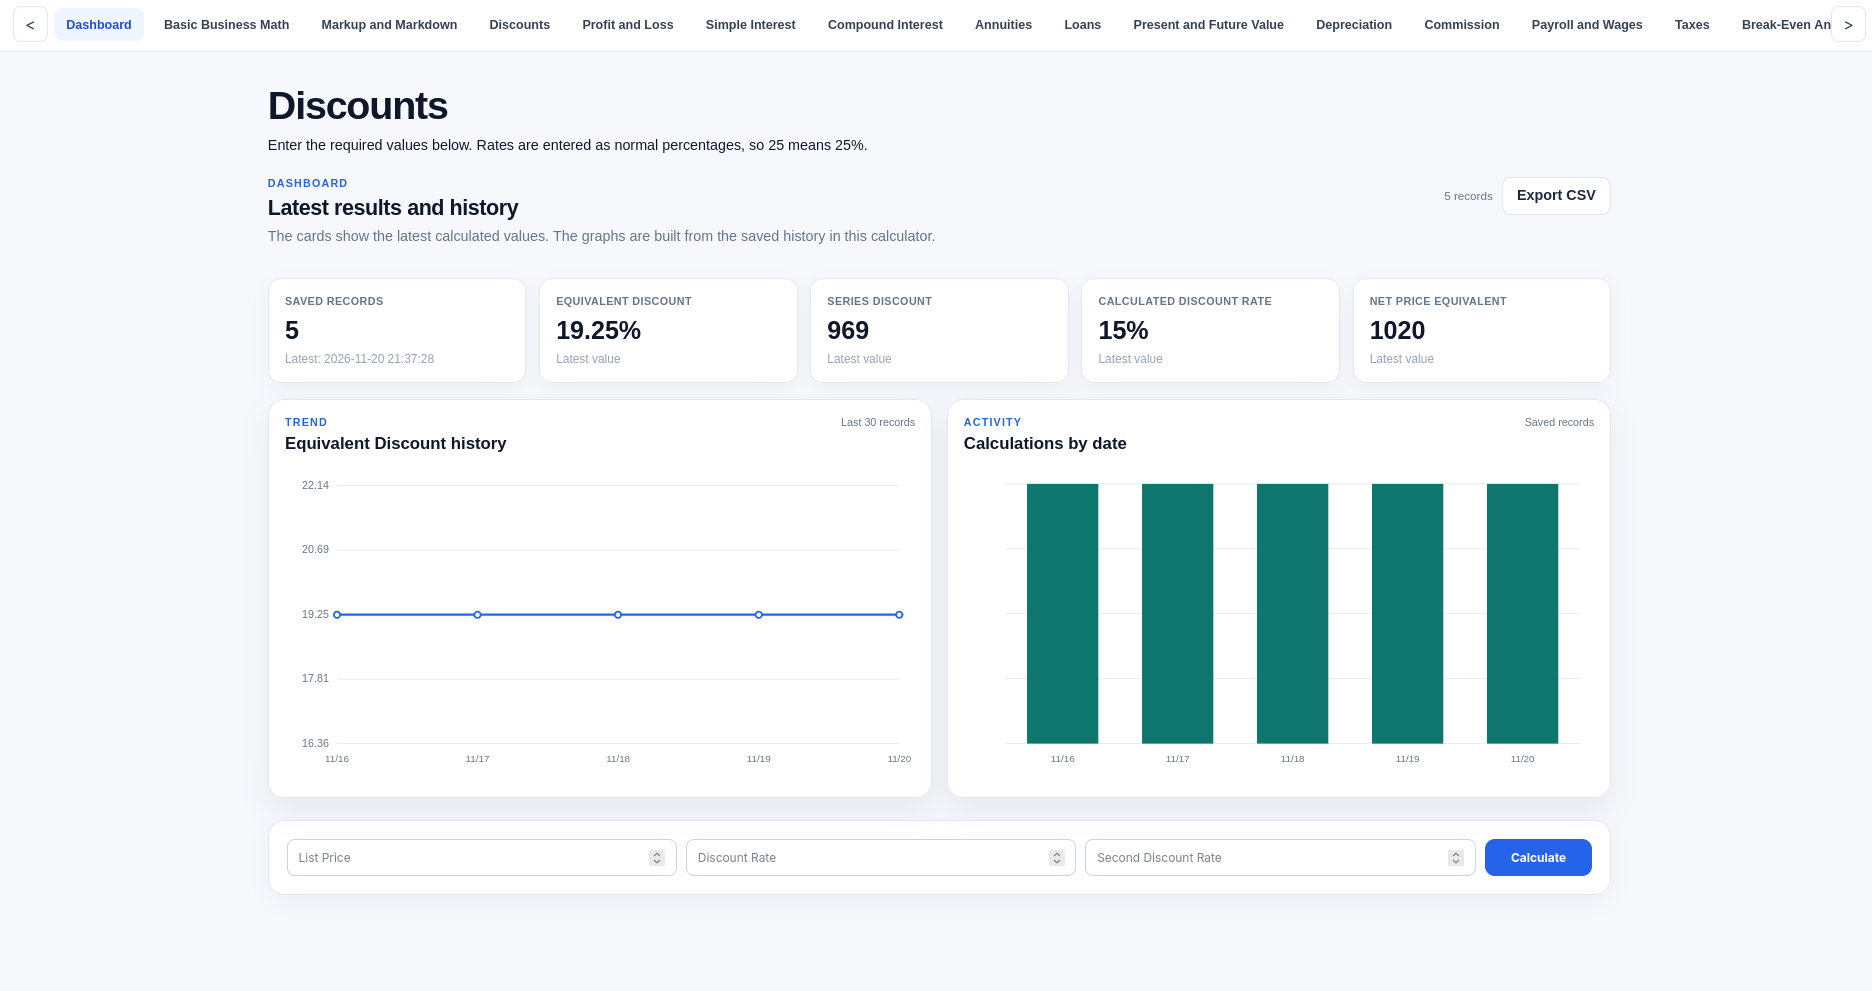 < Dashboard Basic Business Math Markup and Markdown Discounts Profit and Loss Simple Interest Compound Interest Annuities Loans Present and Future Value Depreciation Commission Payroll and Wages Taxes Break-Even An >
Discounts
Enter the required values below. Rates are entered as normal percentages, so 25 means 25%.
DASHBOARD
Latest results and history
The cards show the latest calculated values. The graphs are built from the saved history in this calculator.
5 records Export CSV
SAVED RECORDS
5
Latest: 2026-11-20 21:37:28
EQUIVALENT DISCOUNT
19.25%
Latest value
SERIES DISCOUNT
969
Latest value
CALCULATED DISCOUNT RATE
15%
Latest value
NET PRICE EQUIVALENT
1020
Latest value
TREND Last 30 records
Equivalent Discount history
22.14
20.69
19.25
17.81
16.36
11/16 11/17 11/18 11/19 11/20
ACTIVITY Saved records
Calculations by date
11/16 11/17 11/18 11/19 11/20
List Price Discount Rate Second Discount Rate Calculate